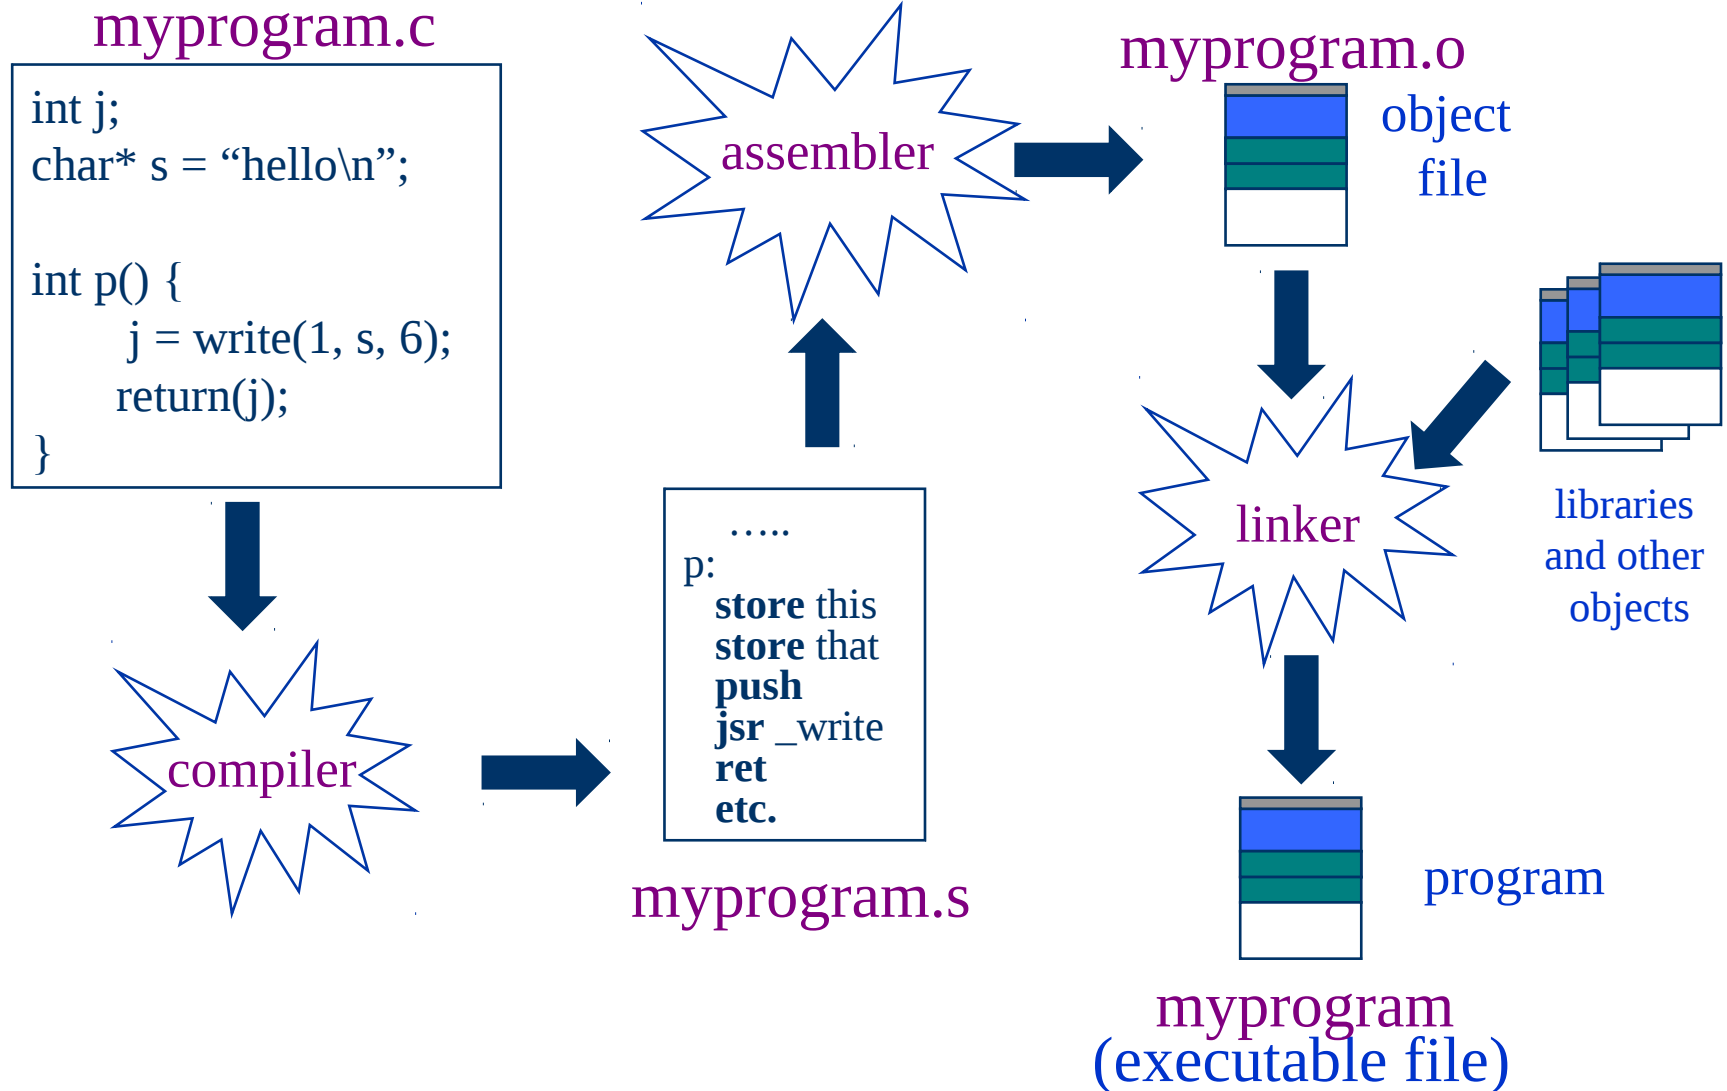 myprogram.c
int j;
char* s = “hello\n”;
int p() {
j = write(1, s, 6);
return(j);
}
compiler
…..
p:
store this
store that
push
jsr _write
ret
etc.
myprogram.s
assembler
myprogram.o
object
file
libraries
and other
objects
linker
program
myprogram
(executable file)